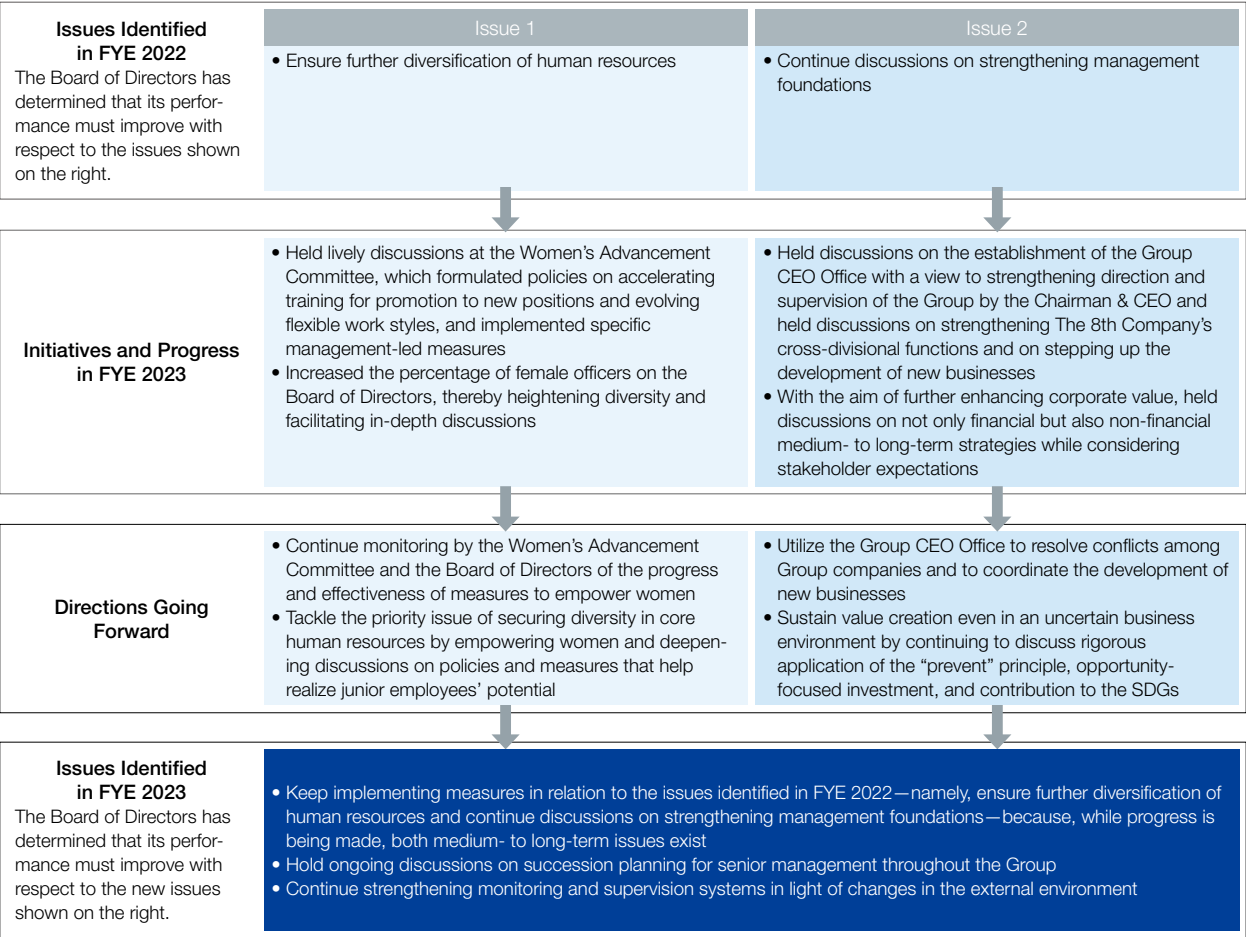 Issues Identified
in FYE 2022
The Board of Directors has
determined that its perfor-
mance must improve with
respect to the issues shown
on the right.
Issue 1
• Ensure further diversification of human resources
Issue 2
• Continue discussions on strengthening management
foundations
Initiatives and Progress
in FYE 2023
• Held lively discussions at the Women’s Advancement
Committee, which formulated policies on accelerating
training for promotion to new positions and evolving
flexible work styles, and implemented specific
management-led measures
• Increased the percentage of female officers on the
Board of Directors, thereby heightening diversity and
facilitating in-depth discussions
• Held discussions on the establishment of the Group
CEO Office with a view to strengthening direction and
supervision of the Group by the Chairman & CEO and
held discussions on strengthening The 8th Company’s
cross-divisional functions and on stepping up the
development of new businesses
• With the aim of further enhancing corporate value, held
discussions on not only financial but also non-financial
medium- to long-term strategies while considering
stakeholder expectations
Directions Going
Forward
• Continue monitoring by the Women’s Advancement
Committee and the Board of Directors of the progress
and effectiveness of measures to empower women
• Tackle the priority issue of securing diversity in core
human resources by empowering women and deepen-
ing discussions on policies and measures that help
realize junior employees’ potential
• Utilize the Group CEO Office to resolve conflicts among
Group companies and to coordinate the development of
new businesses
• Sustain value creation even in an uncertain business
environment by continuing to discuss rigorous
application of the “prevent” principle, opportunity-
focused investment, and contribution to the SDGs
Issues Identified
in FYE 2023
The Board of Directors has
determined that its perfor-
mance must improve with
respect to the new issues
shown on the right.
• Keep implementing measures in relation to the issues identified in FYE 2022—namely, ensure further diversification of
human resources and continue discussions on strengthening management foundations—because, while progress is
being made, both medium- to long-term issues exist
• Hold ongoing discussions on succession planning for senior management throughout the Group
• Continue strengthening monitoring and supervision systems in light of changes in the external environment